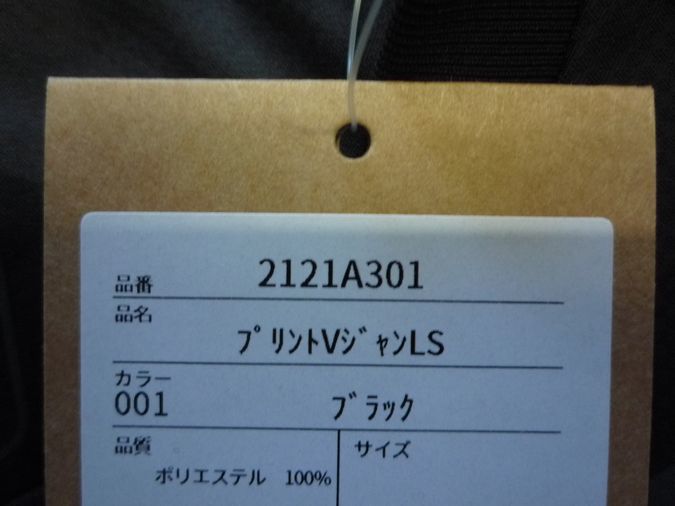 品番 2121A301
品名
ﾌﾟﾘﾝﾄVｼﾞｬﾝLS
カラー
001 ﾌﾞﾗｯｸ
品質 サイズ
ポリエステル 100%